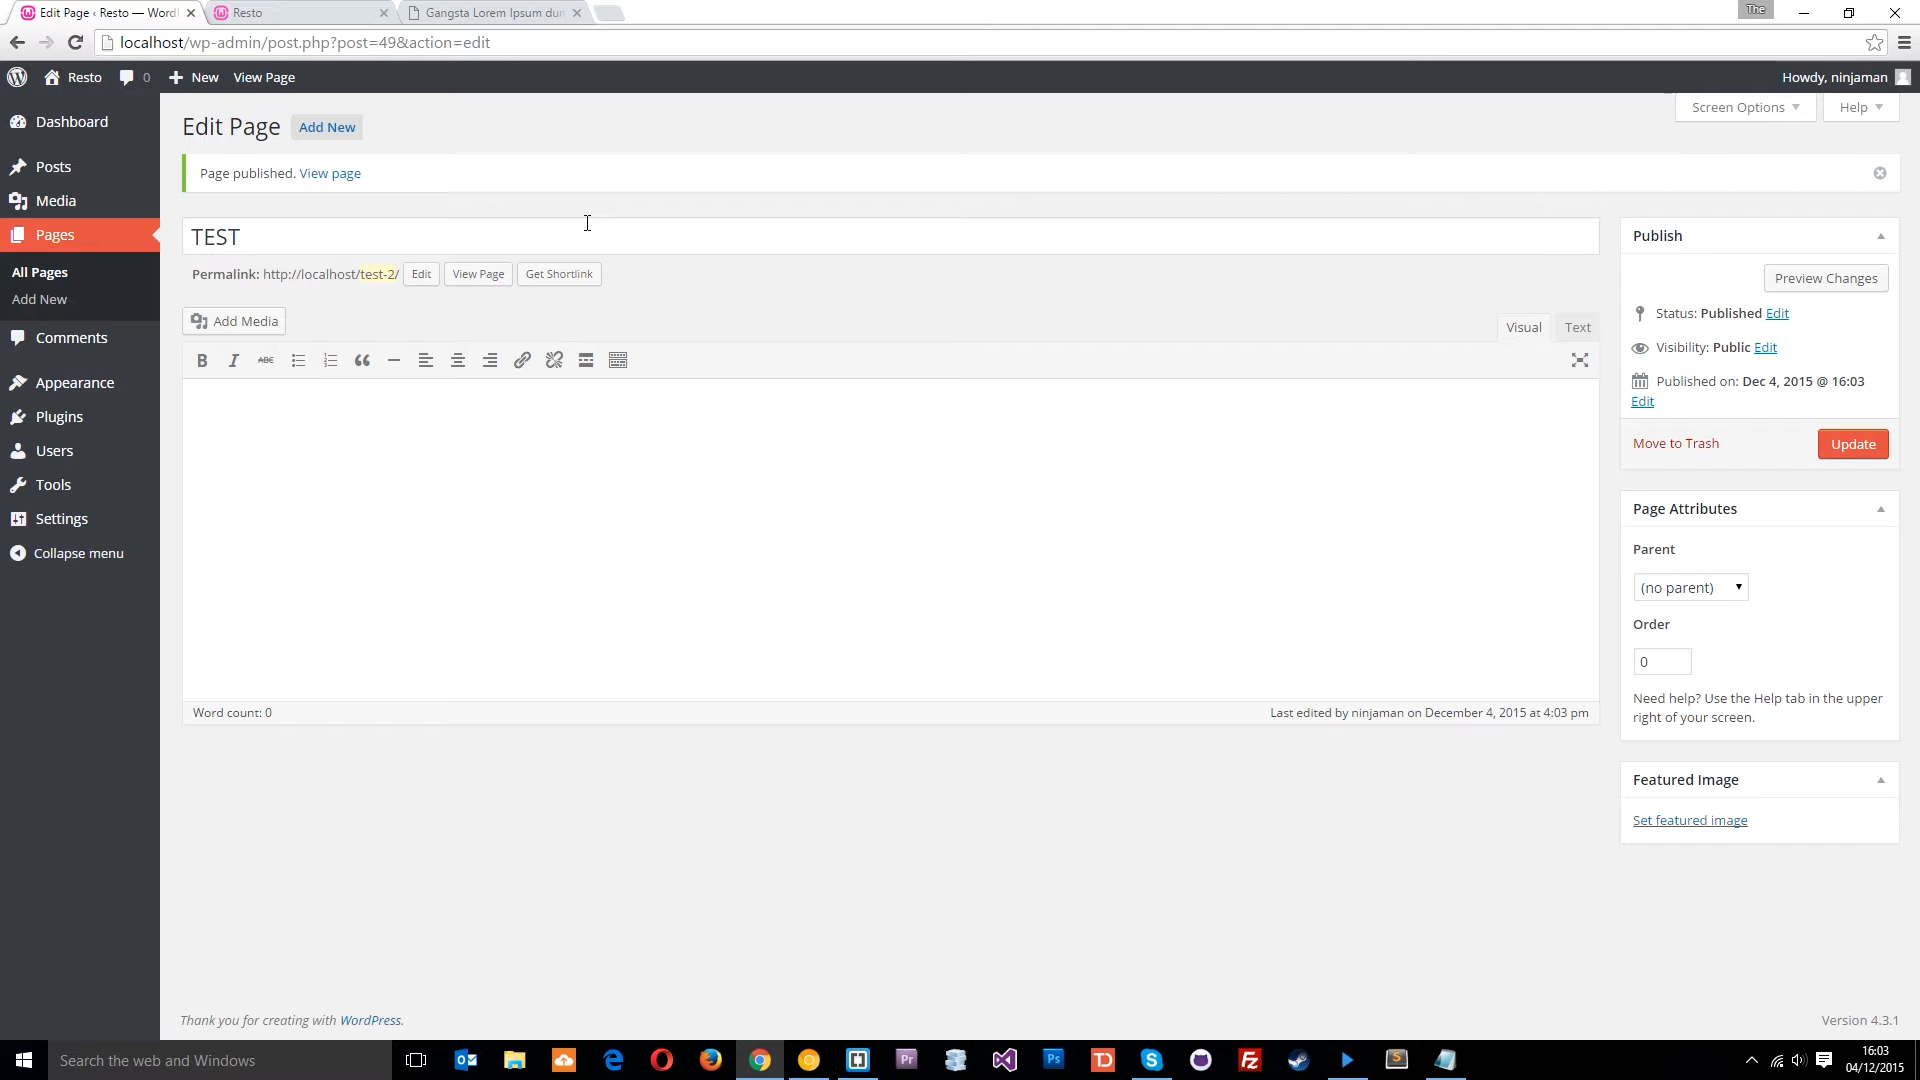 Edit Page ‹ Resto — Word
Resto
Gangsta Lorem Ipsum dun
The
localhost/wp-admin/post.php?post=49&action=edit
Resto
0
New
View Page
Howdy, ninjaman
Dashboard
Posts
Media
Pages
All Pages
Add New
Comments
Appearance
Plugins
Users
Tools
Settings
Collapse menu
Screen Options
Help
Edit Page
Add New
Page published. View page
TEST
Permalink: http://localhost/test-2/
Edit
View Page
Get Shortlink
Add Media
Visual
Text
B
I
ABC
Word count: 0
Last edited by ninjaman on December 4, 2015 at 4:03 pm
Publish
Preview Changes
Status: Published Edit
Visibility: Public Edit
Published on: Dec 4, 2015 @ 16:03
Edit
Move to Trash
Update
Page Attributes
Parent
(no parent)
Order
0
Need help? Use the Help tab in the upper
right of your screen.
Featured Image
Set featured image
Thank you for creating with WordPress.
Version 4.3.1
Search the web and Windows
Pr
Ps
TD
Fz
S
16:03
04/12/2015